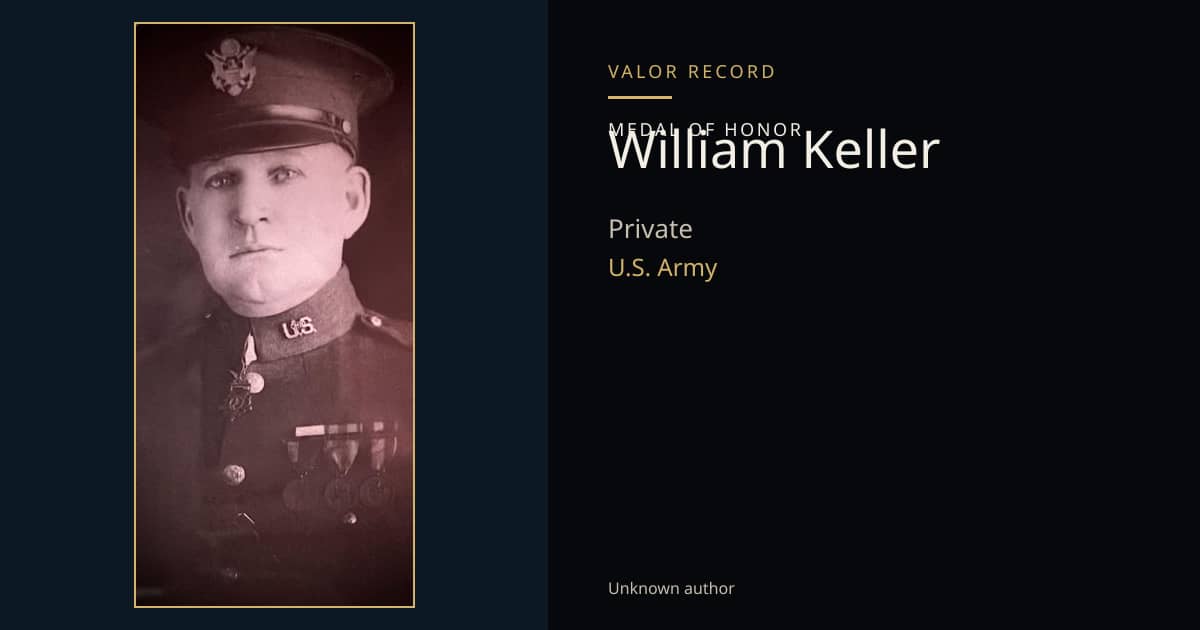 VALOR RECORD
MEDAL OF HONOR
William Keller
Private
U.S. Army
Unknown author
U.S.